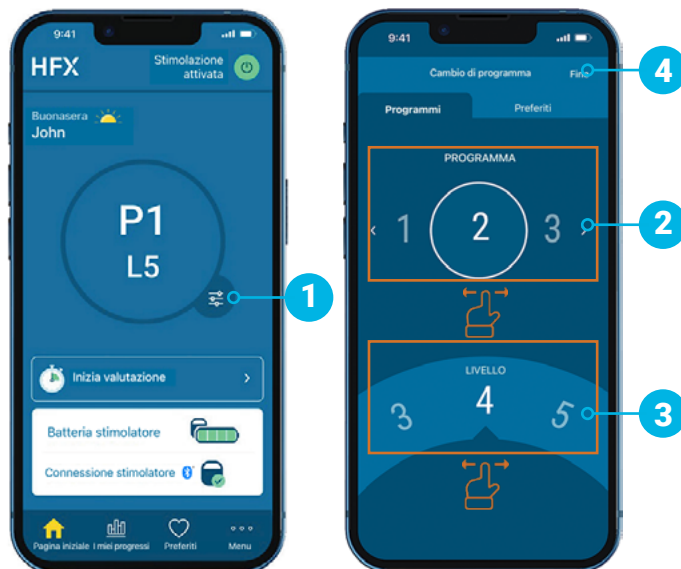 9:41
HFX
Stimolazione
attivata
Buonasera
John
P1
L5
1
Inizia valutazione
Batteria stimolatore
Connessione stimolatore
Pagina iniziale
I miei progressi
Preferiti
Menu
9:41
Cambio di programma
Fine
4
Programmi
Preferiti
PROGRAMMA
1
2
3
2
LIVELLO
3
4
5
3